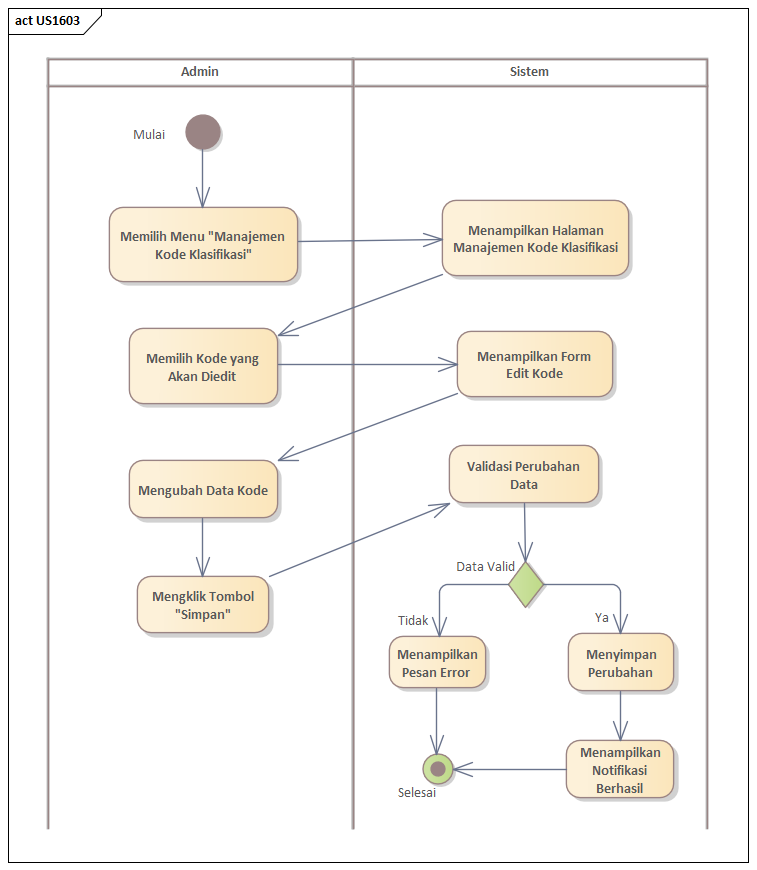 act US1603
Admin
Sistem
Mulai
Memilih Menu "Manajemen
Kode Klasifikasi"
Menampilkan Halaman
Manajemen Kode Klasifikasi
Memilih Kode yang
Akan Diedit
Menampilkan Form
Edit Kode
Mengubah Data Kode
Validasi Perubahan
Data
Mengklik Tombol
"Simpan"
Data Valid
Tidak
Ya
Menampilkan
Pesan Error
Menyimpan
Perubahan
Menampilkan
Notifikasi
Berhasil
Selesai